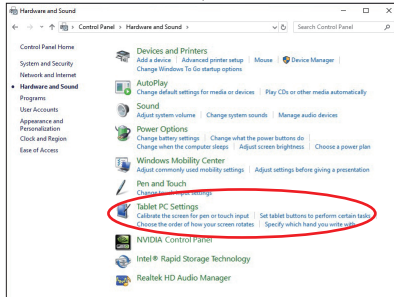 Hardware and Sound
Control Panel > Hardware and Sound >
Search Control Panel
Control Panel Home
System and Security
Network and Internet
Hardware and Sound
Programs
User Accounts
Appearance and
Personalization
Clock and Region
Ease of Access
Devices and Printers
Add a device | Advanced printer setup | Mouse | Device Manager |
Change Windows To Go startup options
AutoPlay
Change default settings for media or devices | Play CDs or other media automatically
Sound
Adjust system volume | Change system sounds | Manage audio devices
Power Options
Change battery settings | Change what the power buttons do |
Change when the computer sleeps | Adjust screen brightness | Choose a power plan
Windows Mobility Center
Adjust commonly used mobility settings | Adjust settings before giving a presentation
Pen and Touch
Change touch input settings
Tablet PC Settings
Calibrate the screen for pen or touch input | Set tablet buttons to perform certain tasks
Choose the order of how your screen rotates | Specify which hand you write with
NVIDIA Control Panel
Intel® Rapid Storage Technology
Realtek HD Audio Manager